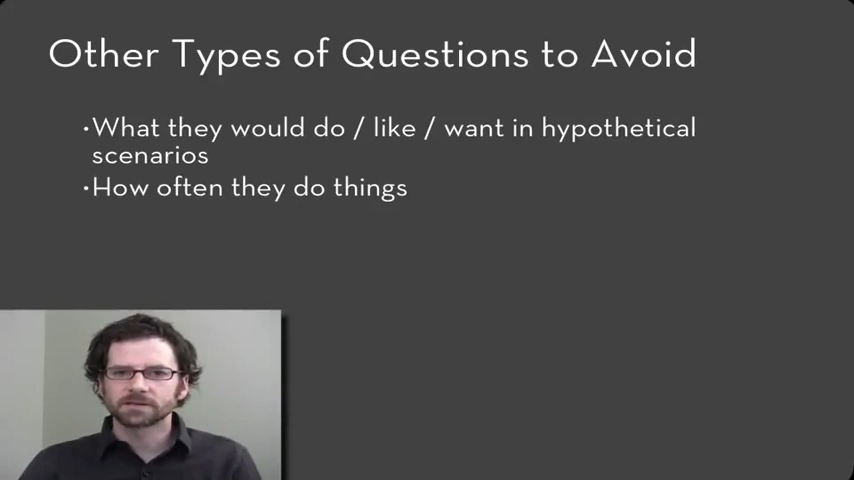 Other Types of Questions to Avoid
•What they would do / like / want in hypothetical
scenarios
•How often they do things